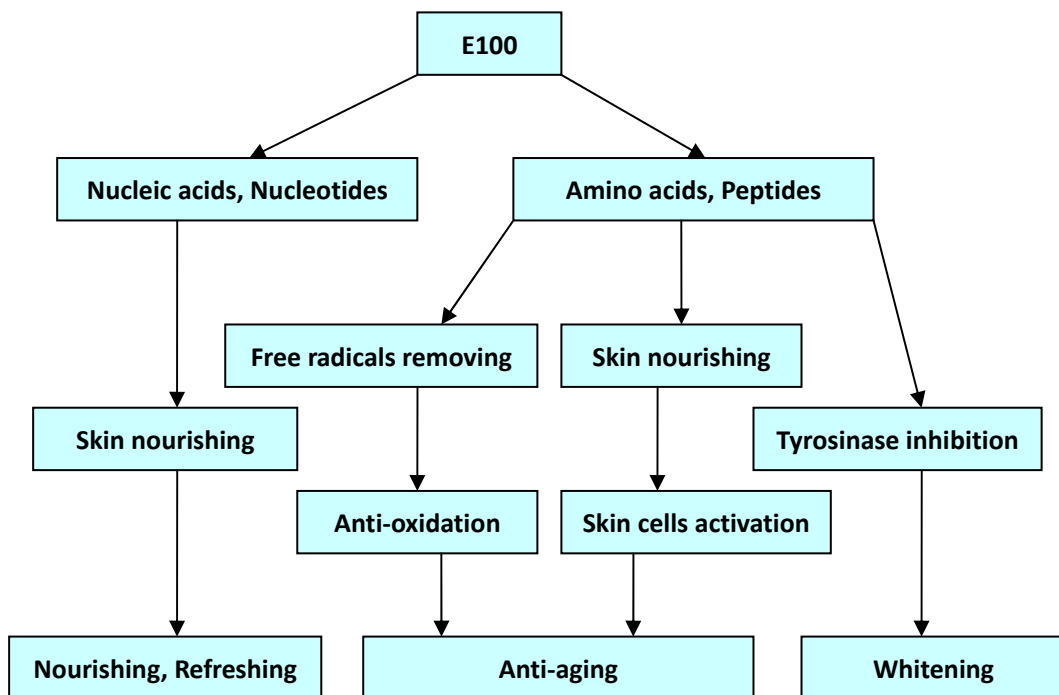 E100
Nucleic acids, Nucleotides
Amino acids, Peptides
Free radicals removing
Skin nourishing
Skin nourishing
Tyrosinase inhibition
Anti-oxidation
Skin cells activation
Nourishing, Refreshing
Anti-aging
Whitening